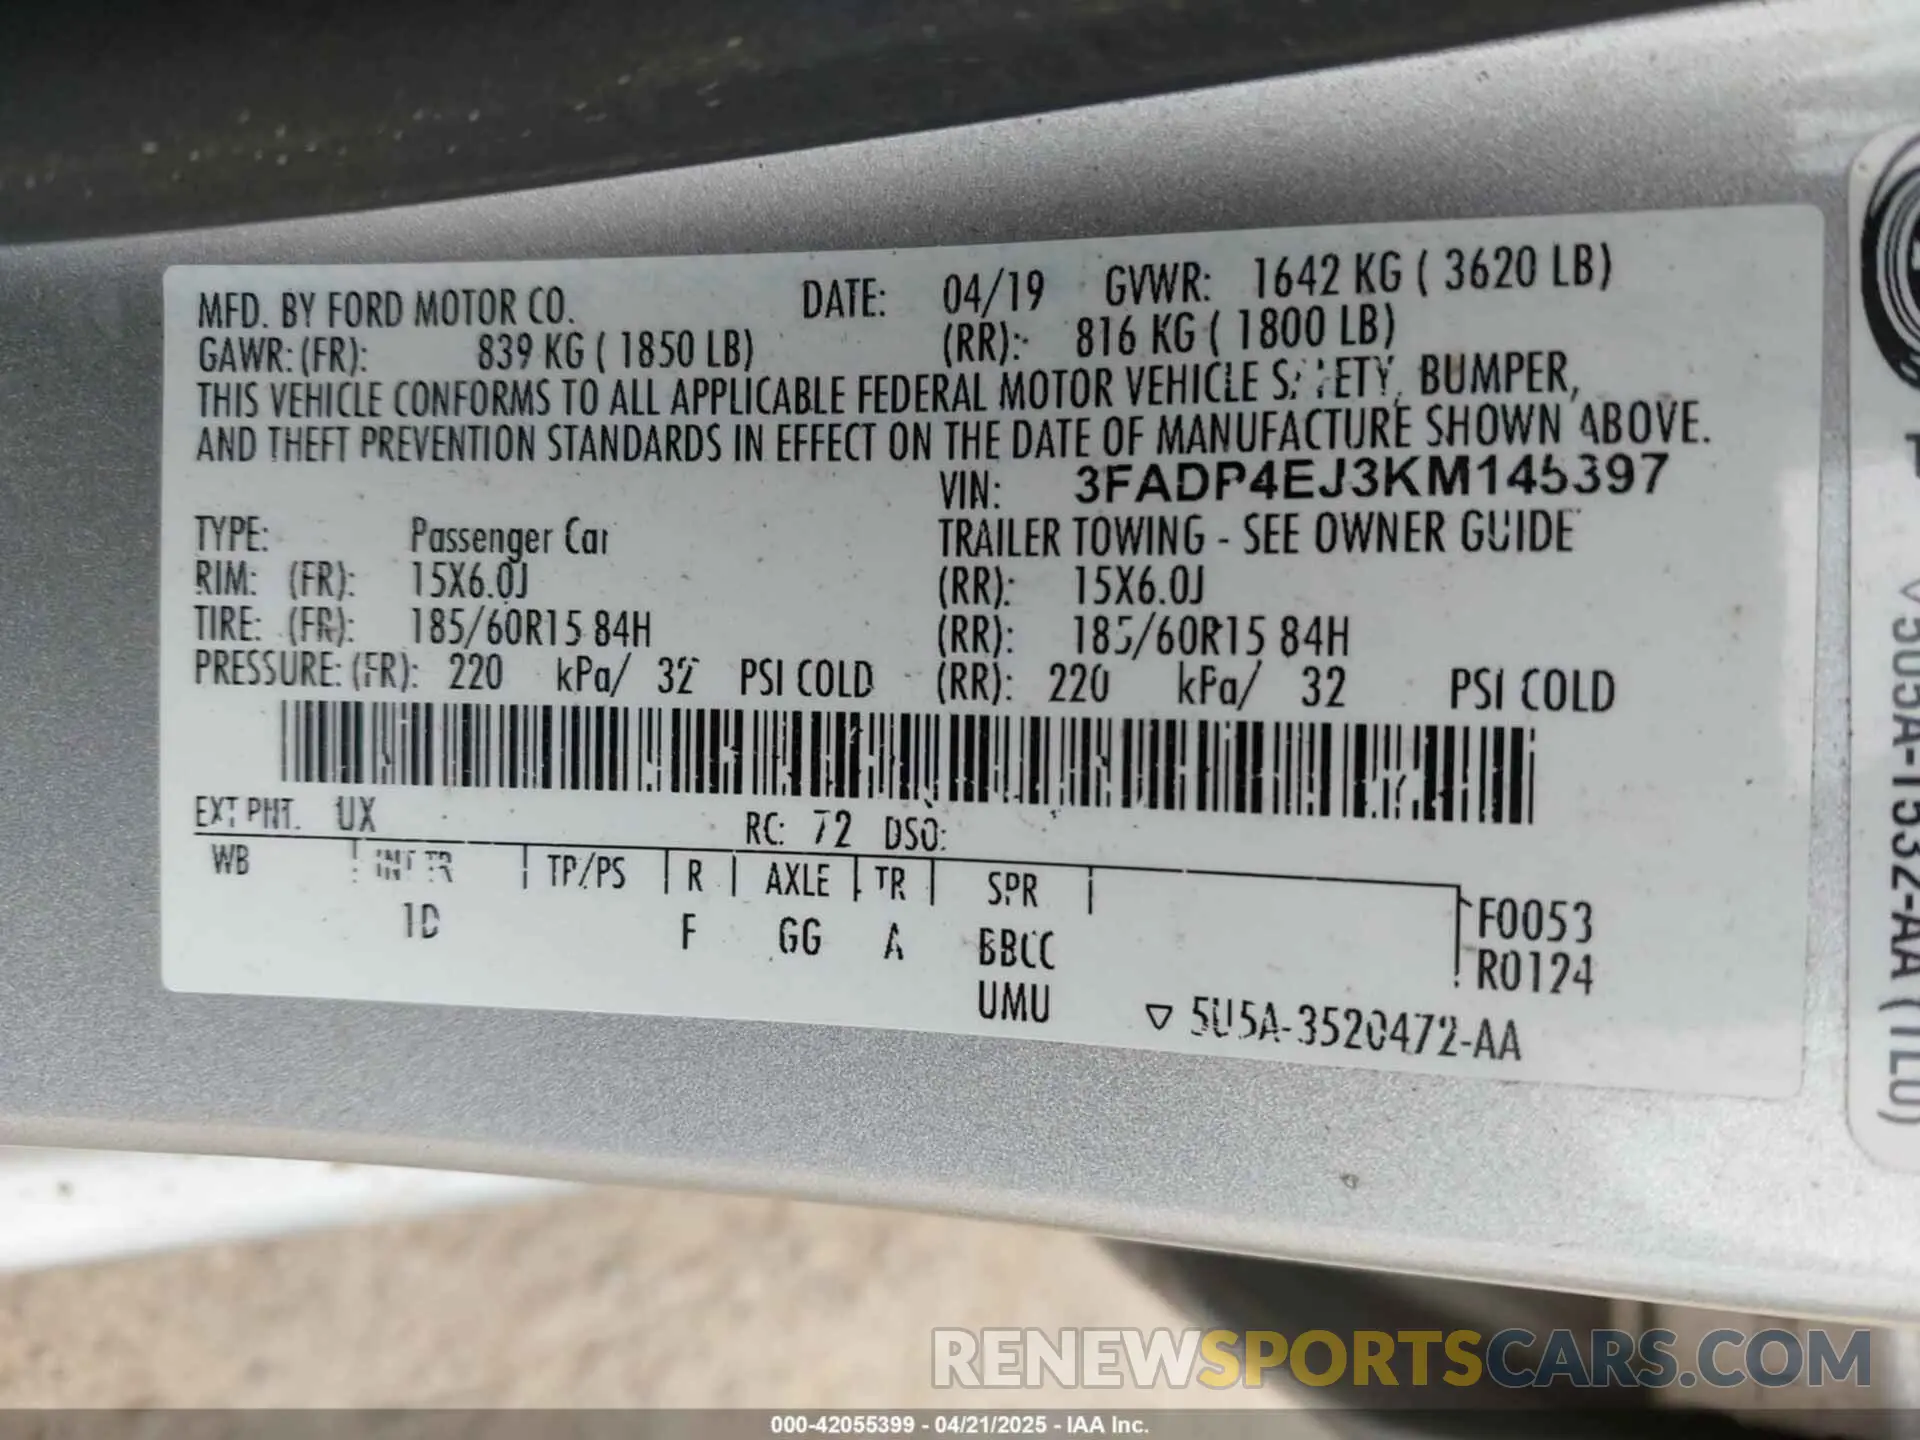 MFD. BY FORD MOTOR CO. DATE: 04/19 GVWR: 1642 KG ( 3620 LB)
GAWR: (FR): 839 KG ( 1850 LB) (RR): 816 KG ( 1800 LB)
THIS VEHICLE CONFORMS TO ALL APPLICABLE FEDERAL MOTOR VEHICLE SAFETY, BUMPER,
AND THEFT PREVENTION STANDARDS IN EFFECT ON THE DATE OF MANUFACTURE SHOWN ABOVE.
VIN: 3FADP4EJ3KM145397
TYPE: Passenger Car TRAILER TOWING - SEE OWNER GUIDE
RIM: (FR): 15X6.0J (RR): 15X6.0J
TIRE: (FR): 185/60R15 84H (RR): 185/60R15 84H
PRESSURE: (FR): 220 kPa/ 32 PSI COLD (RR): 220 kPa/ 32 PSI COLD
EXT PNT. UX RC: 72 DSO:
WB INT TR TP/PS R AXLE TR SPR
1D F GG A BBCC F0053
R0124
UMU ▽ 5U5A-3520472-AA
5U5A-1532-AA (TLU)
RENEWSPORTSCARS.COM
000-42055399 - 04/21/2025 - IAA Inc.